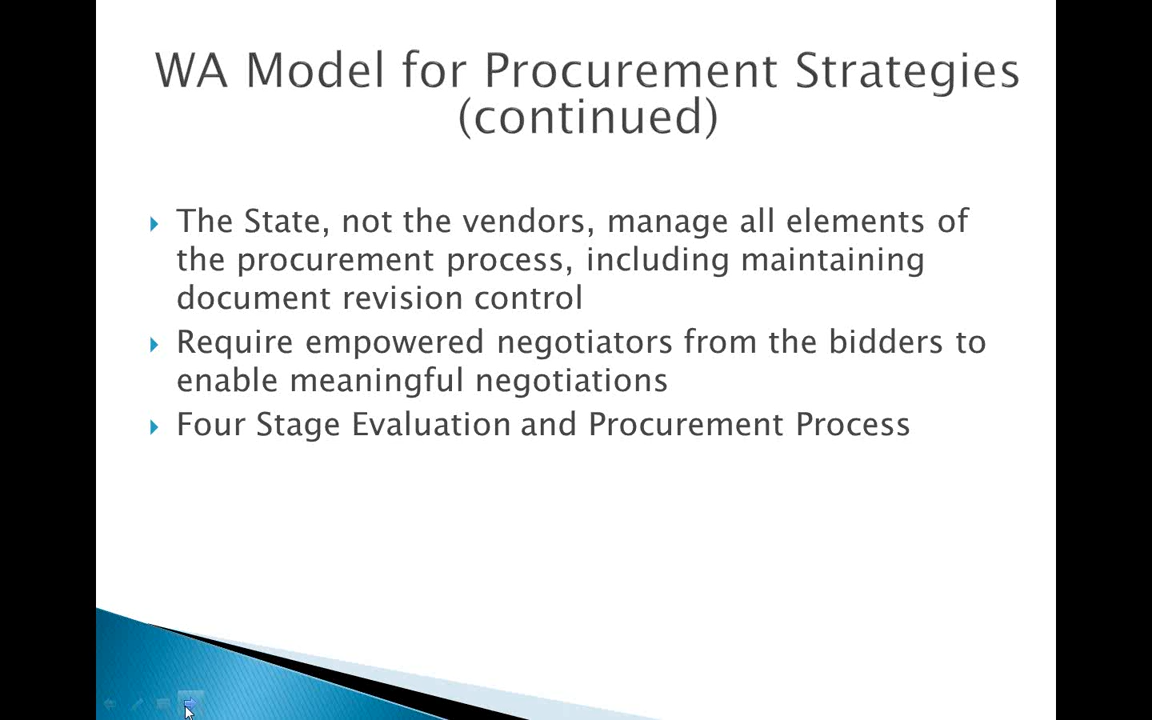 WA Model for Procurement Strategies
(continued)
The State, not the vendors, manage all elements of
the procurement process, including maintaining
document revision control
Require empowered negotiators from the bidders to
enable meaningful negotiations
Four Stage Evaluation and Procurement Process